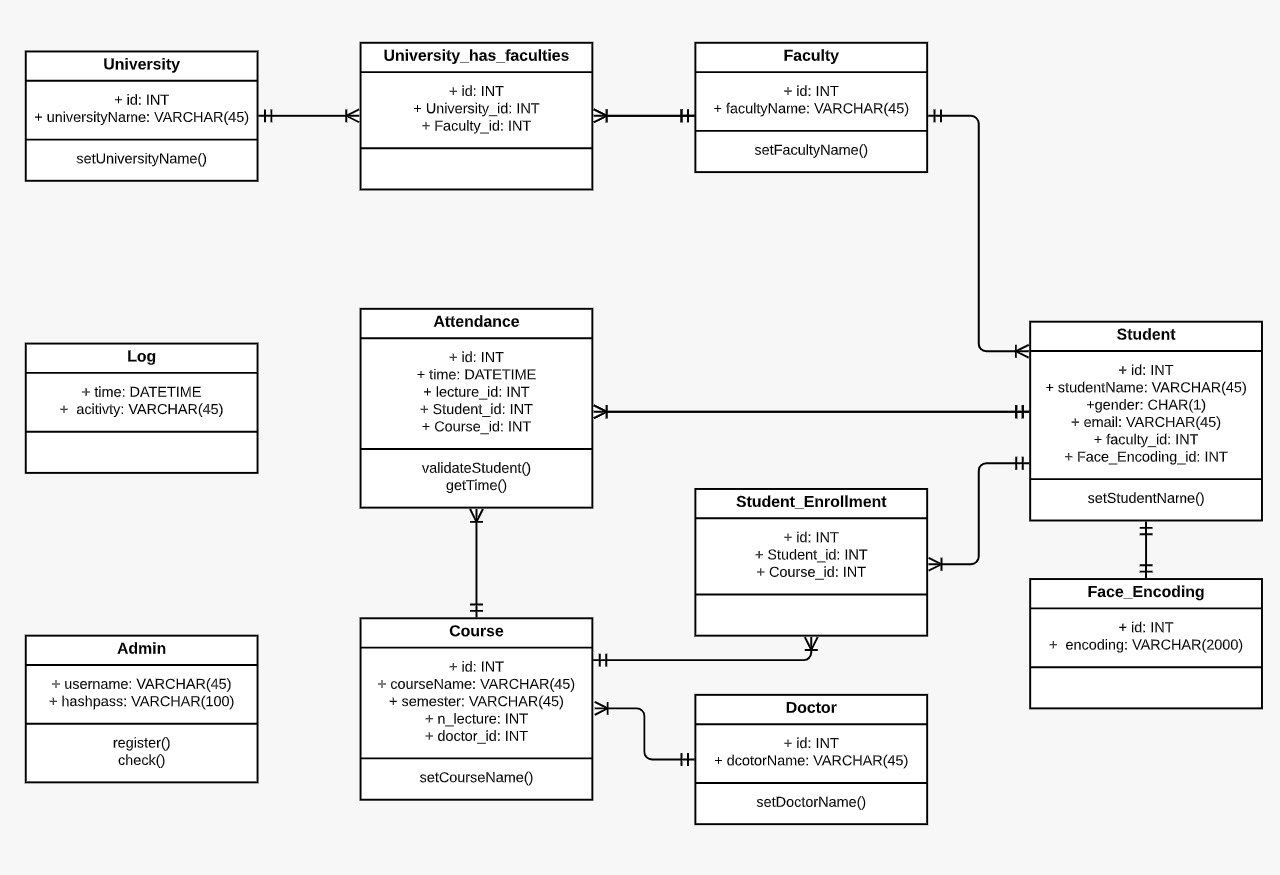 University
+ id: INT
+ universityName: VARCHAR(45)
setUniversityName()
University_has_faculties
+ id: INT
+ University_id: INT
+ Faculty_id: INT
Faculty
+ id: INT
+ facultyName: VARCHAR(45)
setFacultyName()
Log
+ time: DATETIME
+ acitivty: VARCHAR(45)
Attendance
+ id: INT
+ time: DATETIME
+ lecture_id: INT
+ Student_id: INT
+ Course_id: INT
validateStudent()
getTime()
Student
+ id: INT
+ studentName: VARCHAR(45)
+gender: CHAR(1)
+ email: VARCHAR(45)
+ faculty_id: INT
+ Face_Encoding_id: INT
setStudentName()
Student_Enrollment
+ id: INT
+ Student_id: INT
+ Course_id: INT
Face_Encoding
+ id: INT
+ encoding: VARCHAR(2000)
Admin
+ username: VARCHAR(45)
+ hashpass: VARCHAR(100)
register()
check()
Course
+ id: INT
+ courseName: VARCHAR(45)
+ semester: VARCHAR(45)
+ n_lecture: INT
+ doctor_id: INT
setCourseName()
Doctor
+ id: INT
+ dcotorName: VARCHAR(45)
setDoctorName()